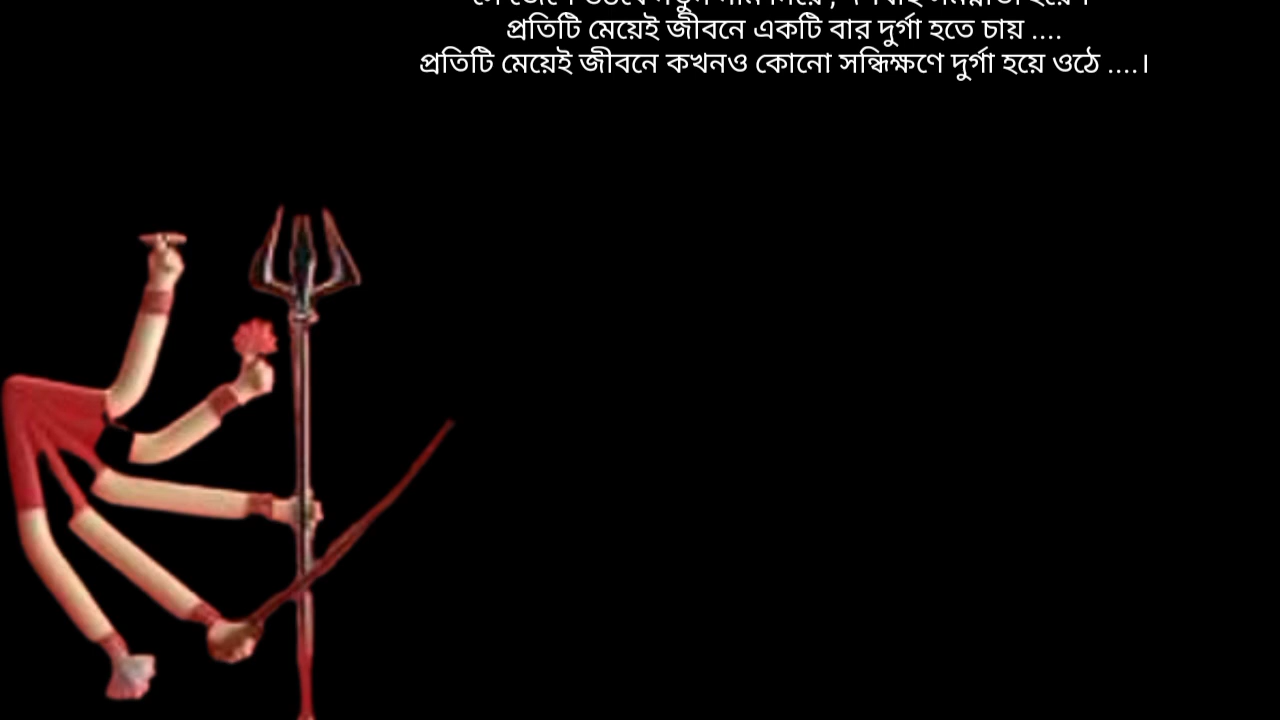 প্রতিটি মেয়েই জীবনে একটি বার দুর্গা হতে চায় ....
প্রতিটি মেয়েই জীবনে কখনও কোনো সন্ধিক্ষণে দুর্গা হয়ে ওঠে ....।